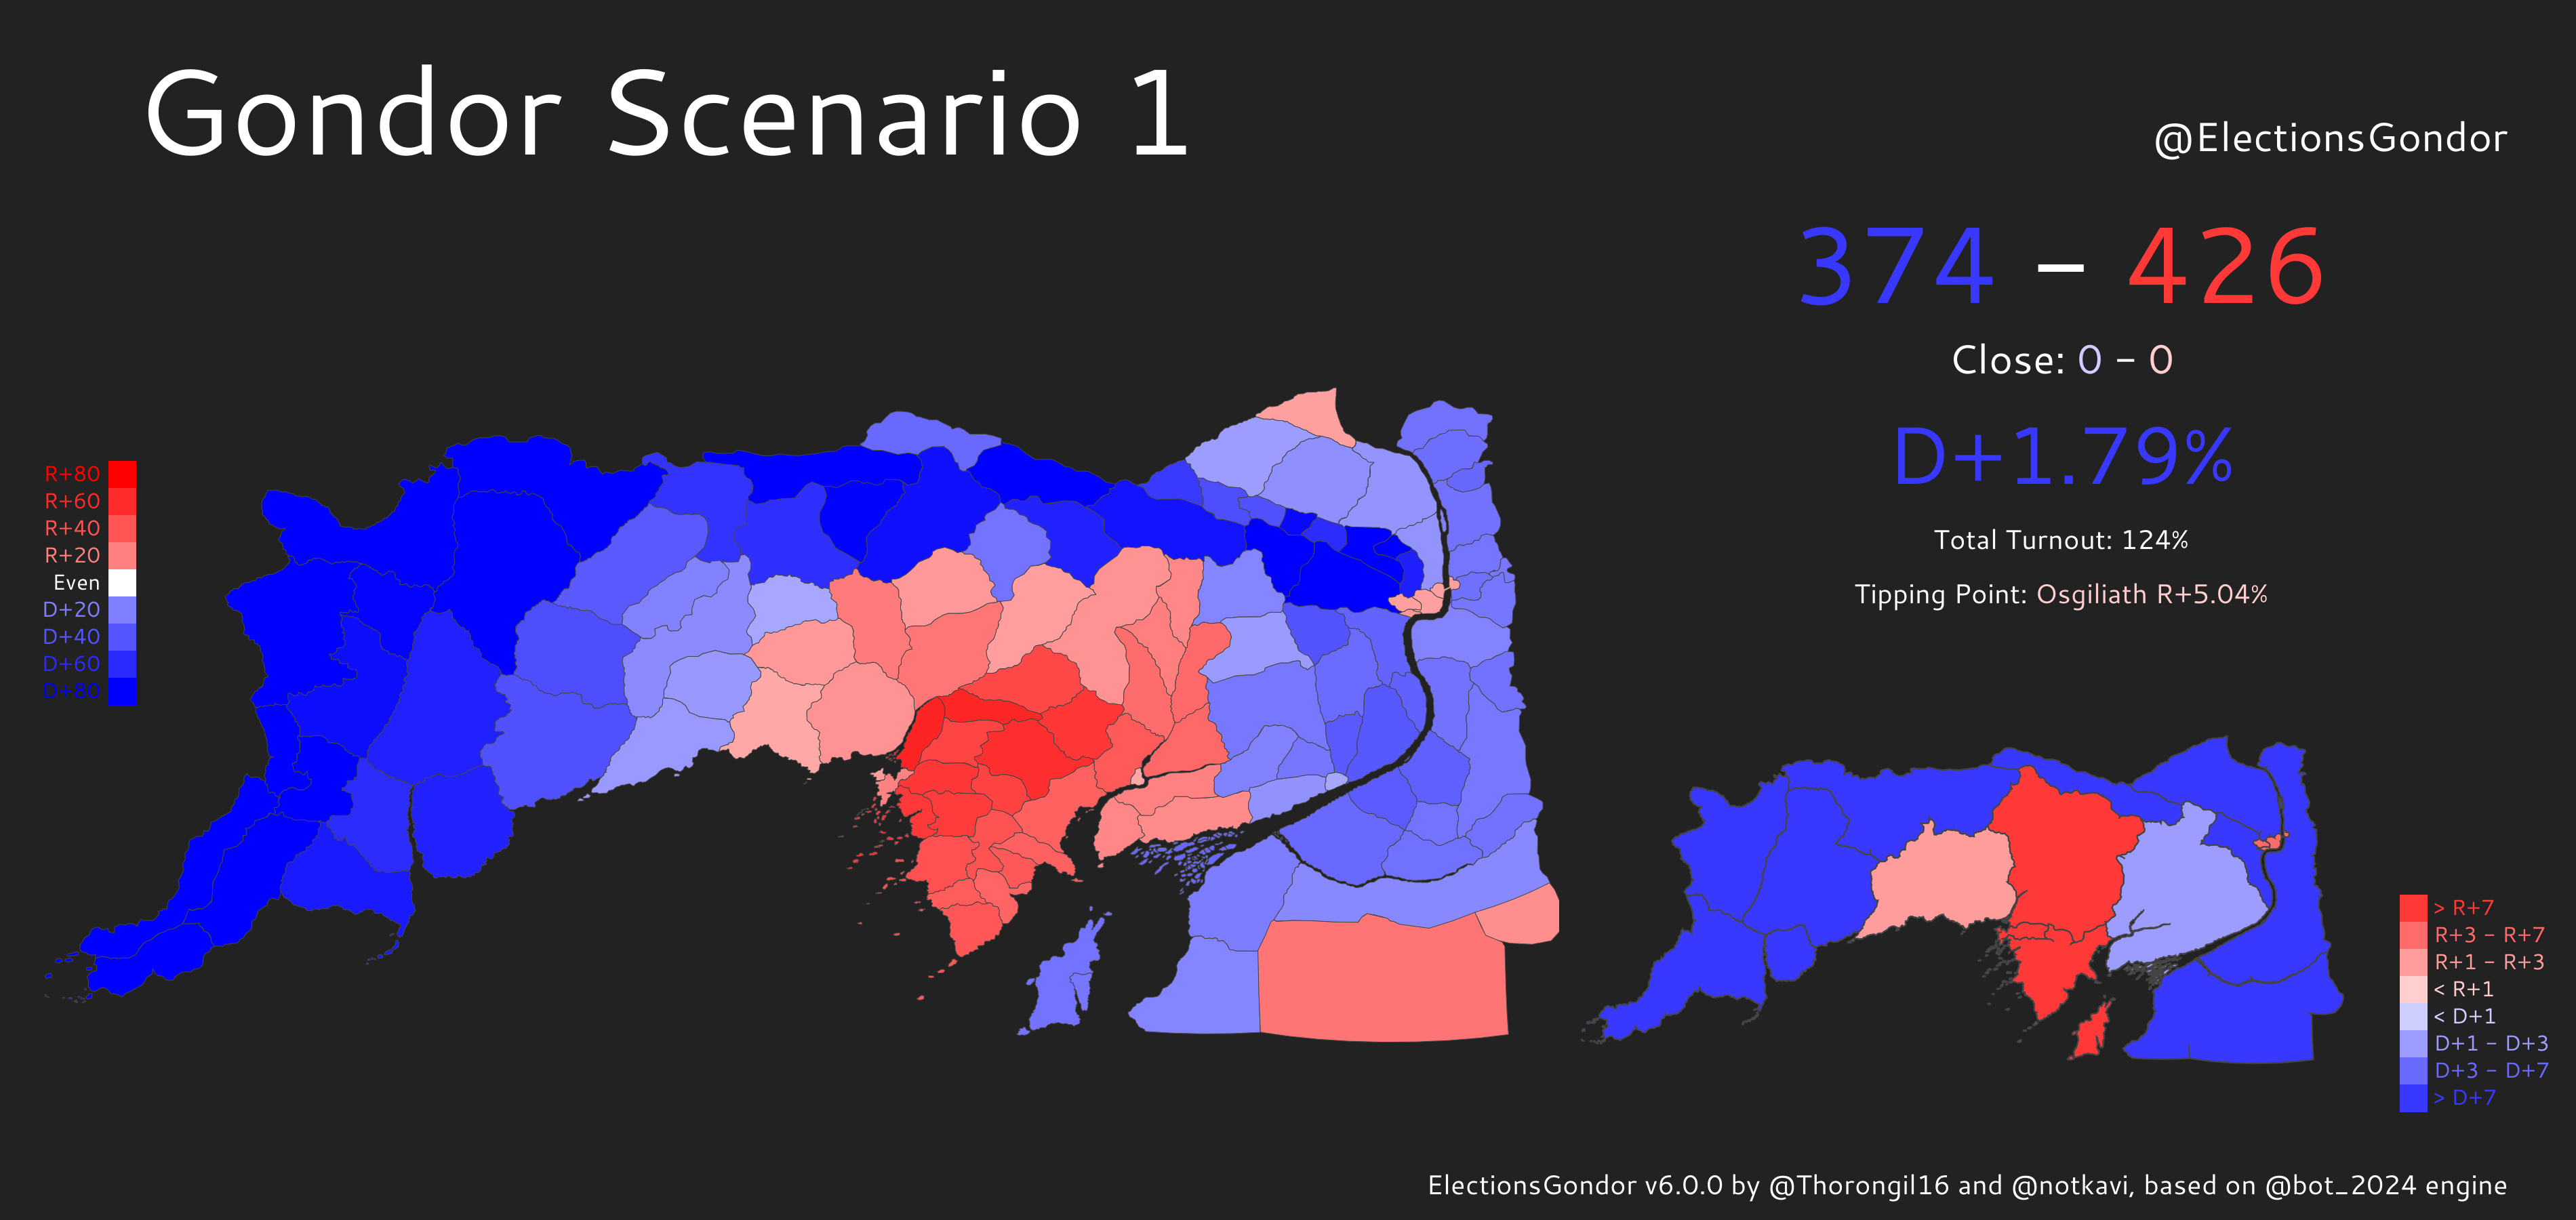 Gondor Scenario 1
@ElectionsGondor
374 – 426
Close: 0 – 0
D+1.79%
Total Turnout: 124%
Tipping Point: Osgiliath R+5.04%
R+80
R+60
R+40
R+20
Even
D+20
D+40
D+60
D+80
> R+7
R+3 – R+7
R+1 – R+3
< R+1
< D+1
D+1 – D+3
D+3 – D+7
> D+7
ElectionsGondor v6.0.0 by @Thorongil16 and @notkavi, based on @bot_2024 engine